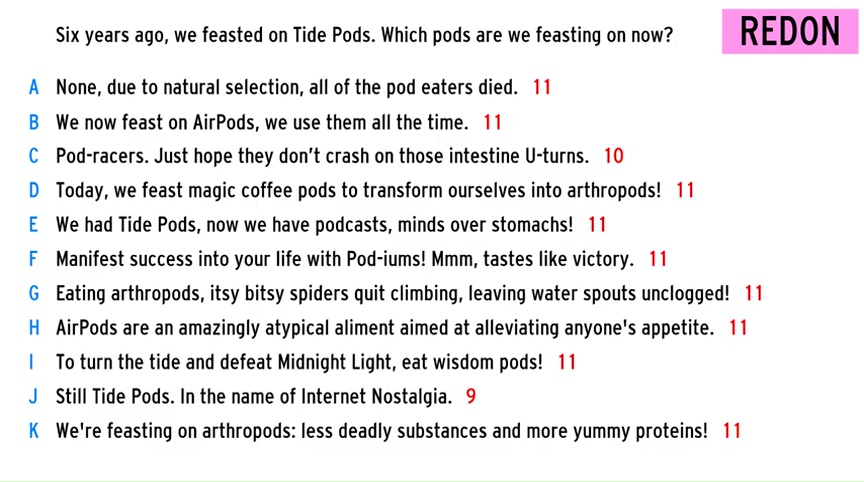 Six years ago, we feasted on Tide Pods. Which pods are we feasting on now?
REDON
A None, due to natural selection, all of the pod eaters died. 11
B We now feast on AirPods, we use them all the time. 11
C Pod-racers. Just hope they don't crash on those intestine U-turns. 10
D Today, we feast magic coffee pods to transform ourselves into arthropods! 11
E We had Tide Pods, now we have podcasts, minds over stomachs! 11
F Manifest success into your life with Pod-iums! Mmm, tastes like victory. 11
G Eating arthropods, itsy bitsy spiders quit climbing, leaving water spouts unclogged! 11
H AirPods are an amazingly atypical aliment aimed at alleviating anyone's appetite. 11
I To turn the tide and defeat Midnight Light, eat wisdom pods! 11
J Still Tide Pods. In the name of Internet Nostalgia. 9
K We're feasting on arthropods: less deadly substances and more yummy proteins! 11